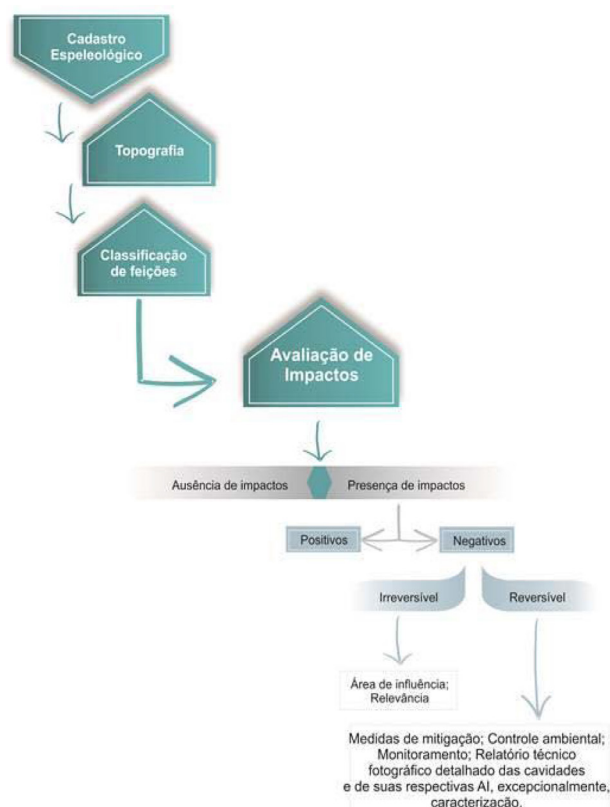 Cadastro
Espeleológico
Topografia
Classificação
de feições
Avaliação de
Impactos
Ausência de impactos
Presença de impactos
Positivos
Negativos
Irreversível
Reversível
Área de influência;
Relevância
Medidas de mitigação; Controle ambiental;
Monitoramento; Relatório técnico
fotográfico detalhado das cavidades
e de suas respectivas AI, excepcionalmente,
caracterização.